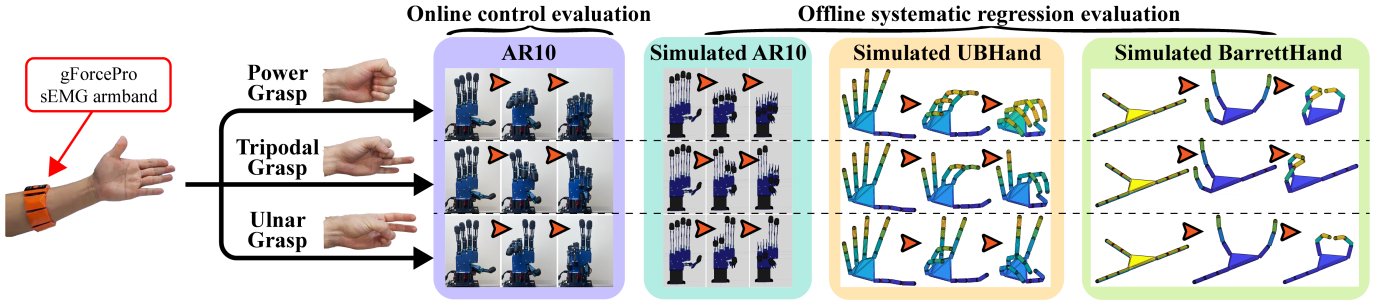 Online control evaluation
Offline systematic regression evaluation
gForcePro
sEMG armband
Power
Grasp
Tripodal
Grasp
Ulnar
Grasp
AR10
Simulated AR10
Simulated UBHand
Simulated BarrettHand